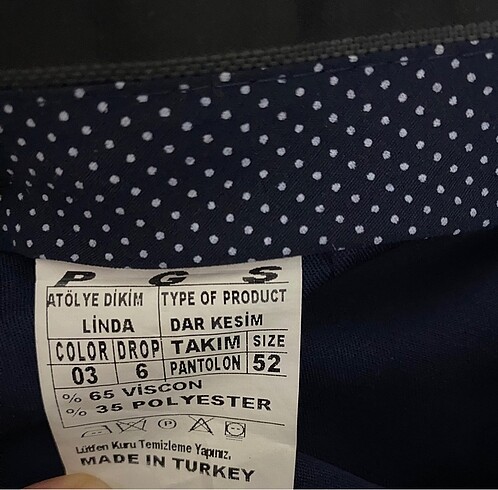 P G S
ATÖLYE DİKİM TYPE OF PRODUCT
LİNDA DAR KESİM
COLOR DROP TAKIM SIZE
03 6 PANTOLON 52
% 65 VİSCON
% 35 POLYESTER
Lütfen Kuru Temizleme Yapınız,
MADE IN TURKEY